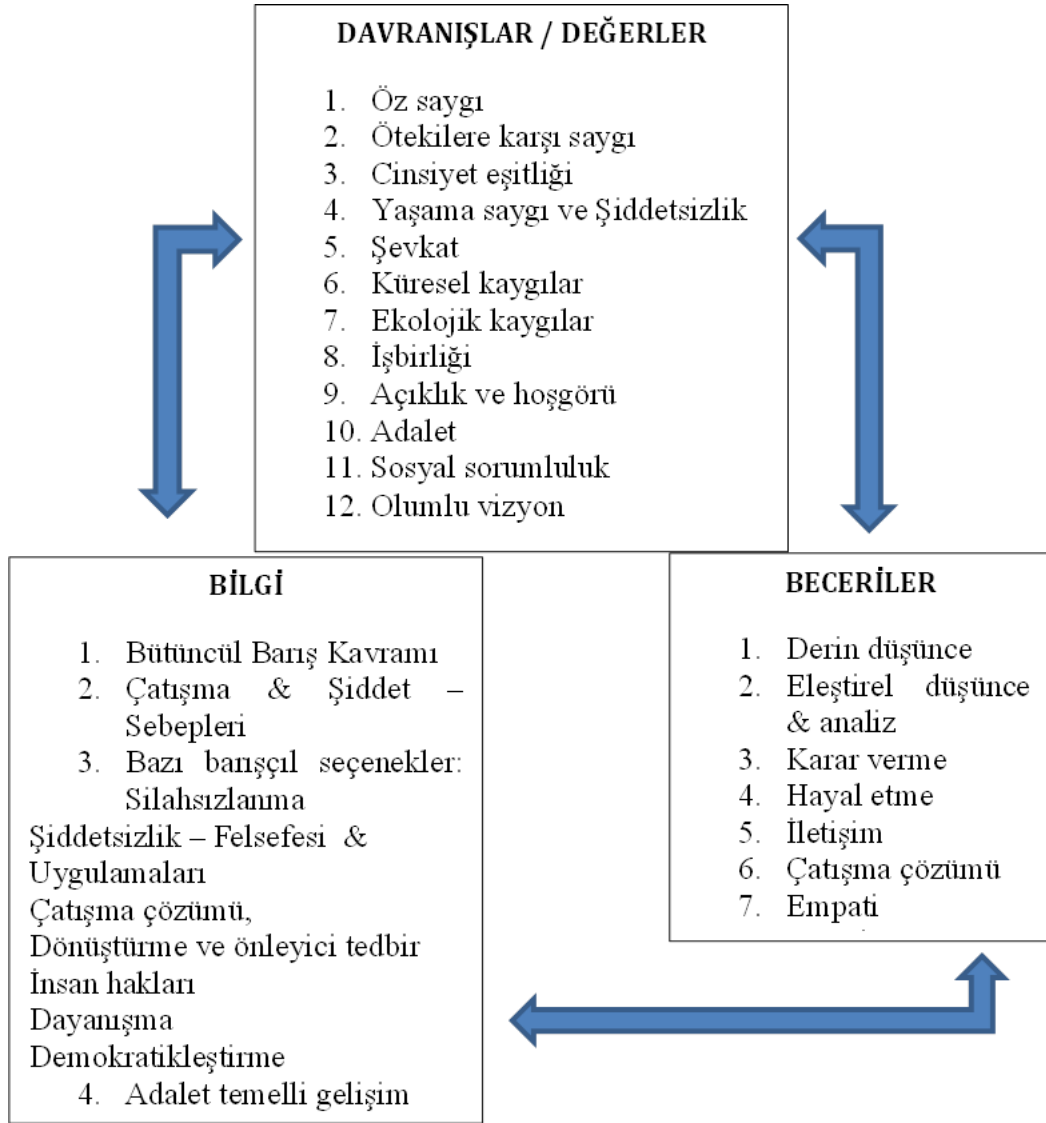 DAVRANIŞLAR / DEĞERLER
1. Öz saygı
2. Ötekilere karşı saygı
3. Cinsiyet eşitliği
4. Yaşama saygı ve Şiddetsizlik
5. Şevkat
6. Küresel kaygılar
7. Ekolojik kaygılar
8. İşbirliği
9. Açıklık ve hoşgörü
10. Adalet
11. Sosyal sorumluluk
12. Olumlu vizyon
BİLGİ
1. Bütüncül Barış Kavramı
2. Çatışma & Şiddet –
Sebepleri
3. Bazı barışçıl seçenekler:
Silahsızlanma
Şiddetsizlik – Felsefesi &
Uygulamaları
Çatışma çözümü,
Dönüştürme ve önleyici tedbir
İnsan hakları
Dayanışma
Demokratikleştirme
4. Adalet temelli gelişim
BECERİLER
1. Derin düşünce
2. Eleştirel düşünce
& analiz
3. Karar verme
4. Hayal etme
5. İletişim
6. Çatışma çözümü
7. Empati